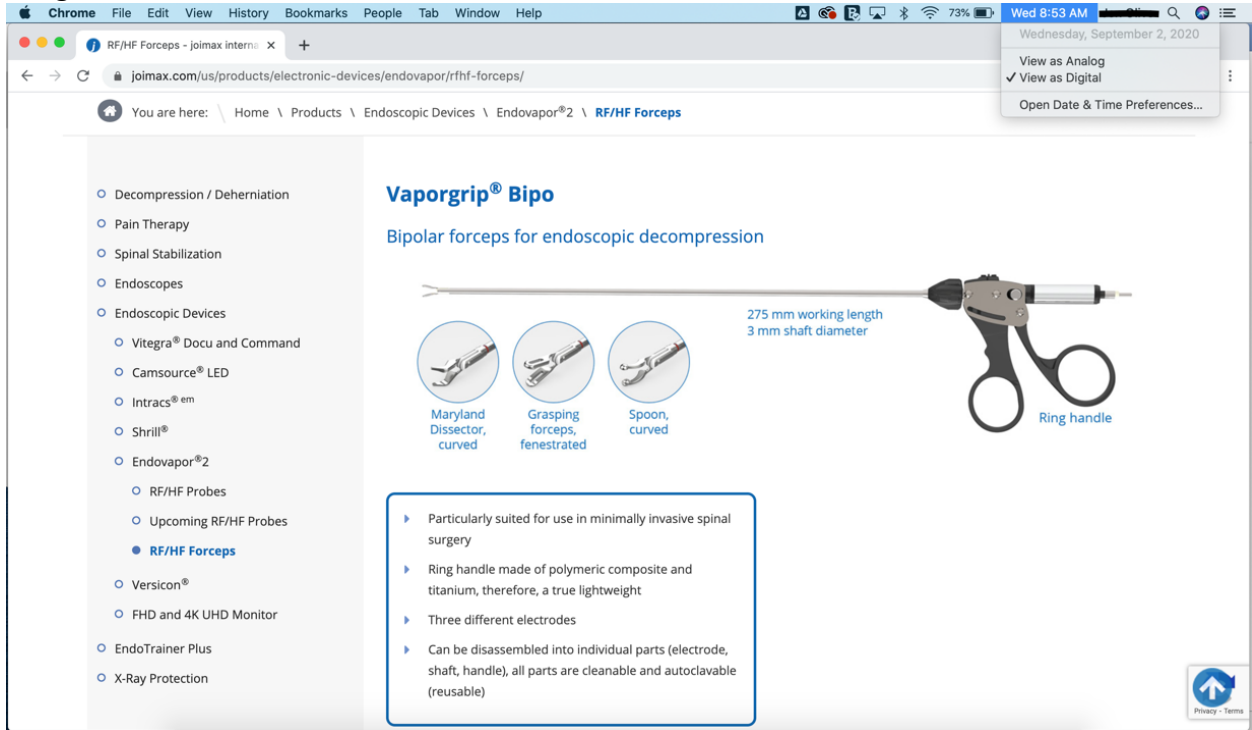 Chrome File Edit View History Bookmarks People Tab Window Help 73% Wed 8:53 AM
Wednesday, September 2, 2020
View as Analog
✓ View as Digital
Open Date & Time Preferences...
RF/HF Forceps - joimax interna
joimax.com/us/products/electronic-devices/endovapor/rfhf-forceps/
You are here: \ Home \ Products \ Endoscopic Devices \ Endovapor®2 \ RF/HF Forceps
Decompression / Deherniation
Pain Therapy
Spinal Stabilization
Endoscopes
Endoscopic Devices
Vitegra® Docu and Command
Camsource® LED
Intracs® em
Shrill®
Endovapor®2
RF/HF Probes
Upcoming RF/HF Probes
RF/HF Forceps
Versicon®
FHD and 4K UHD Monitor
EndoTrainer Plus
X-Ray Protection
Vaporgrip® Bipo
Bipolar forceps for endoscopic decompression
275 mm working length
3 mm shaft diameter
Maryland
Dissector,
curved
Grasping
forceps,
fenestrated
Spoon,
curved
Ring handle
Particularly suited for use in minimally invasive spinal
surgery
Ring handle made of polymeric composite and
titanium, therefore, a true lightweight
Three different electrodes
Can be disassembled into individual parts (electrode,
shaft, handle), all parts are cleanable and autoclavable
(reusable)
Privacy - Terms